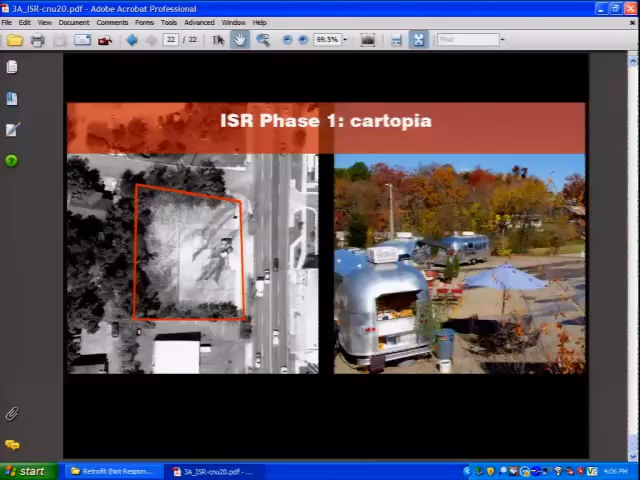 3A_ISR-cnu20.pdf - Adobe Acrobat Professional
File Edit View Document Comments Forms Tools Advanced Window Help
22 / 22 69.5% Find
ISR Phase 1: cartopia
start Retrofit (Not Respon... 3A_ISR-cnu20.pdf - ... 4:06 PM